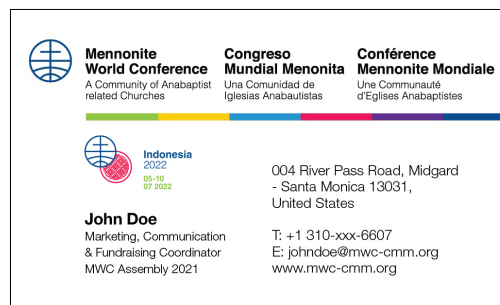 Mennonite
World Conference
A Community of Anabaptist
related Churches
Congreso
Mundial Menonita
Una Comunidad de
Iglesias Anabautistas
Conférence
Mennonite Mondiale
Une Communauté
d'Eglises Anabaptistes
Indonesia
2022
05-10
07 2022
John Doe
Marketing, Communication
& Fundraising Coordinator
MWC Assembly 2021
004 River Pass Road, Midgard
- Santa Monica 13031,
United States
T: +1 310-xxx-6607
E: johndoe@mwc-cmm.org
www.mwc-cmm.org